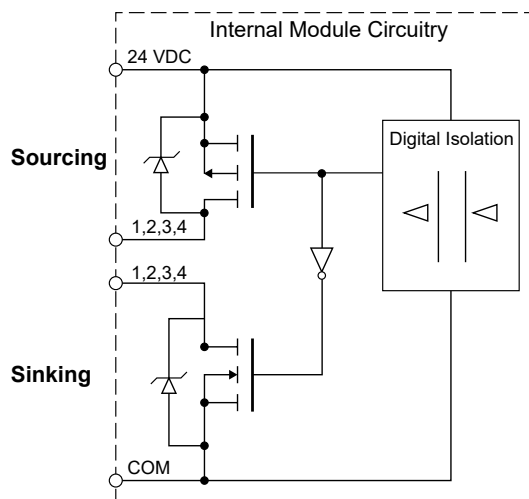 Internal Module Circuitry
24 VDC
Digital Isolation
Sourcing
1,2,3,4
1,2,3,4
Sinking
COM